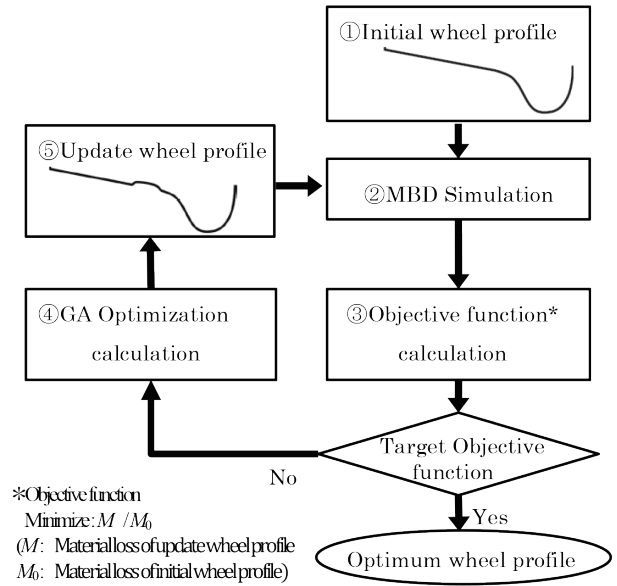 ①Initial wheel profile
⑤Update wheel profile
②MBD Simulation
④GA Optimization
calculation
③Objective function*
calculation
Target Objective
function
No
Yes
Optimum wheel profile
*Objective function
Minimize: M / M₀
(M: Material loss of update wheel profile
M₀: Material loss of initial wheel profile)